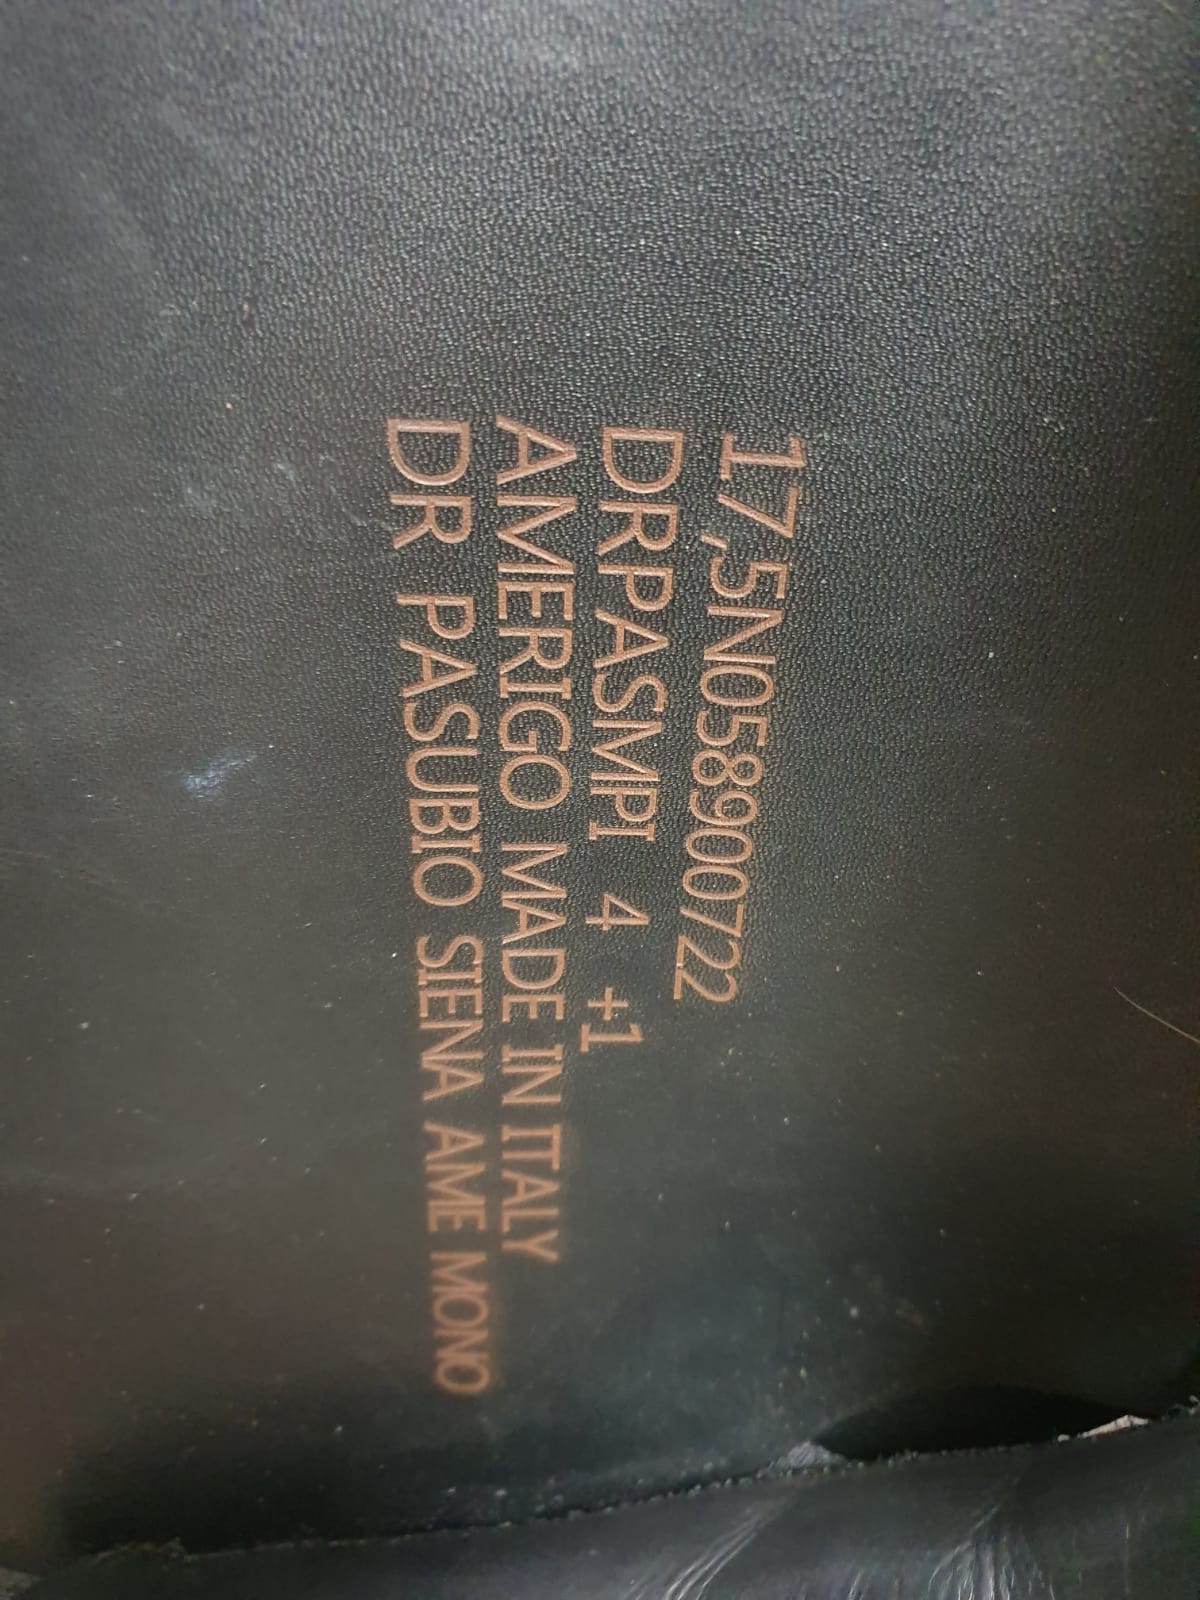 17,5N058900722
DRPASMPI 4 +1
AMERIGO MADE IN ITALY
DR PASUBIO SIENA AME MONO